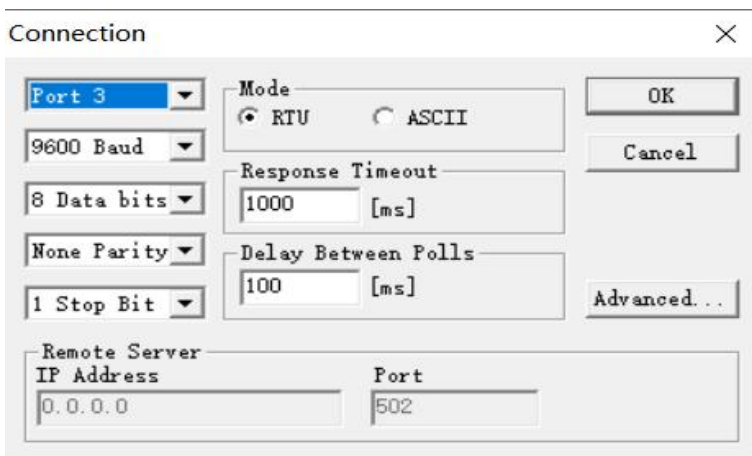 Connection
Port 3
9600 Baud
8 Data bits
None Parity
1 Stop Bit
Mode
RTU
ASCII
Response Timeout
1000 [ms]
Delay Between Polls
100 [ms]
OK
Cancel
Advanced...
Remote Server
IP Address
Port
0.0.0.0
502